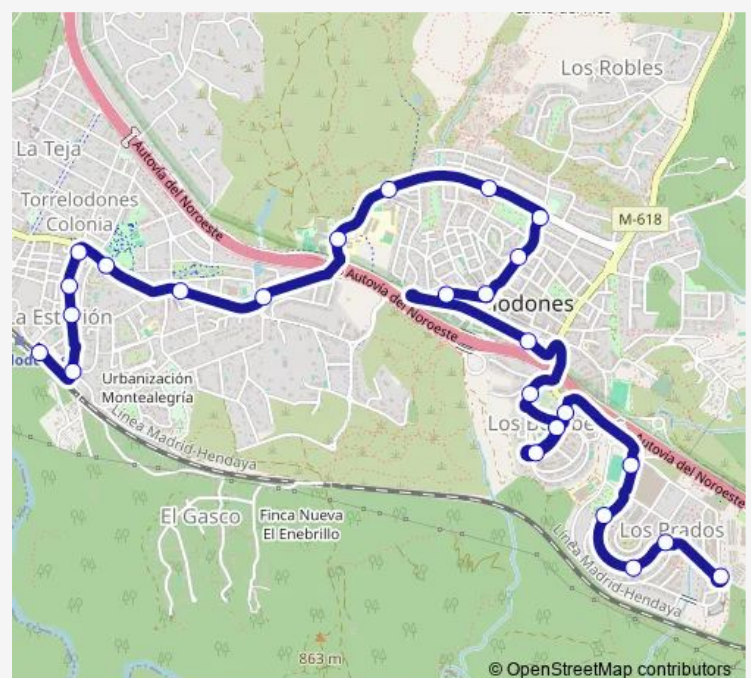 Los Robles
La Teja
Autovía del Noroeste
Torrelodones
Colonia
M-618
Autovía del Noroeste
La Estación
Urbanización
Montealegría
Línea Madrid-Hendaya
Autovía del Noroeste
El Gasco
Finca Nueva
El Enebrillo
Los Prados
Línea Madrid-Hendaya
863 m
© OpenStreetMap contributors